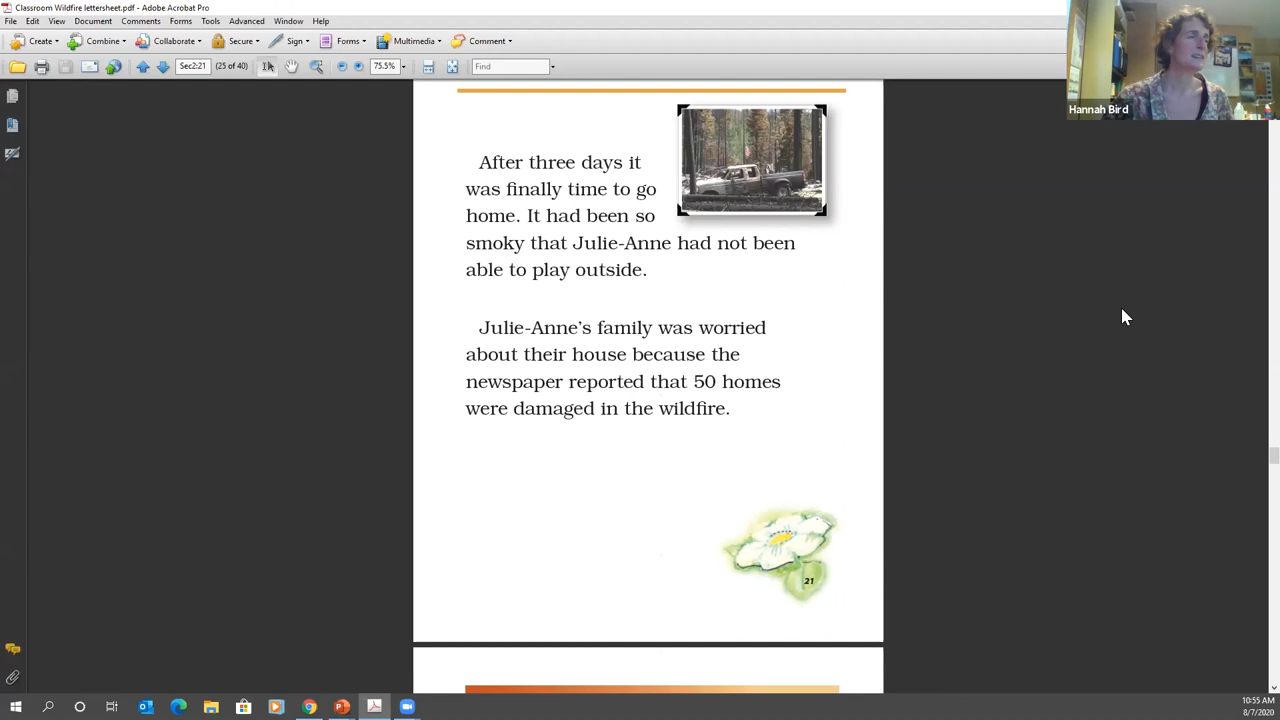 Classroom Wildfire lettersheet.pdf - Adobe Acrobat Pro
File Edit View Document Comments Forms Tools Advanced Window Help
Create Combine Collaborate Secure Sign Forms Multimedia Comment
Sec2:21 (25 of 40) 75.5% Find
Hannah Bird
After three days it
was finally time to go
home. It had been so
smoky that Julie-Anne had not been
able to play outside.
Julie-Anne's family was worried
about their house because the
newspaper reported that 50 homes
were damaged in the wildfire.
21
10:55 AM
8/7/2020